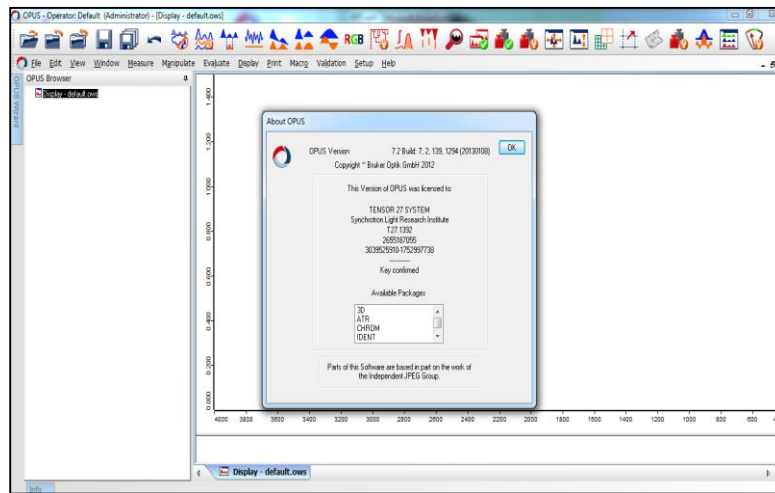 OPUS - Operator: Default (Administrator) - [Display - default.ows]
RGB
File Edit View Window Measure Manipulate Evaluate Display Print Macro Validation Setup Help
OPUS Browser
OPUS Wizard
Display - default.ows
About OPUS
OPUS Version 7.2 Build: 7, 2, 139, 1294 (20130108)
OK
Copyright ~ Bruker Optik GmbH 2012
This Version of OPUS was licensed to:
TENSOR 27 SYSTEM
Synchrotron Light Research Institute
T27.1392
2655187055
3039525918-1752997738
----------
Key confirmed
Available Packages
3D
ATR
CHROM
IDENT
Parts of this Software are based in part on the work of
the Independent JPEG Group.
1.400
1.200
1.000
0.800
0.600
0.400
0.200
0.000
4000 3800 3600 3400 3200 3000 2800 2600 2400 2200 2000 1800 1600 1400 1200 1000 800 600
Display - default.ows
Info